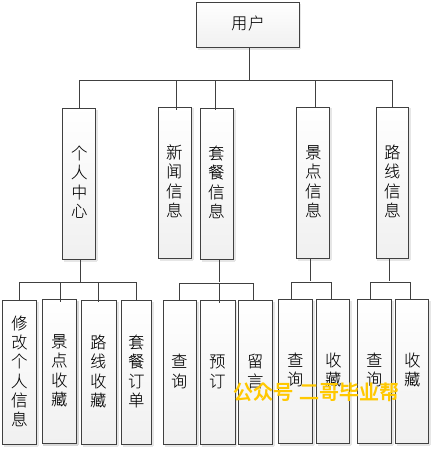 用户
个人中心
新闻信息
套餐信息
景点信息
路线信息
修改个人信息
景点收藏
路线收藏
套餐订单
查询
预订
留言
查询
收藏
查询
收藏
公众号 二哥毕业帮